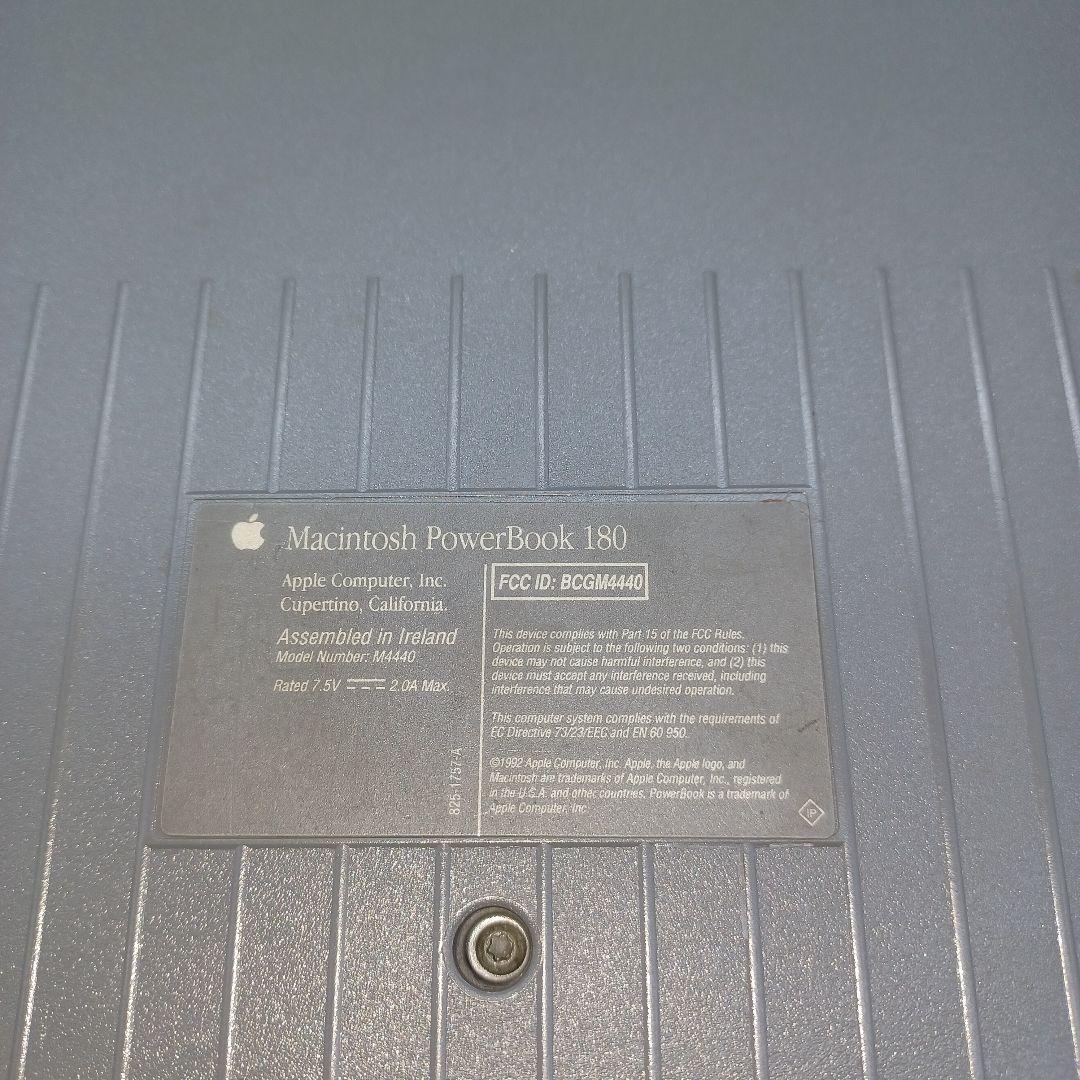 Macintosh PowerBook 180
Apple Computer, Inc.
Cupertino, California.
Assembled in Ireland
Model Number: M4440
Rated 7.5V 2.0A Max.
825-1757-A
FCC ID: BCGM4440
This device complies with Part 15 of the FCC Rules.
Operation is subject to the following two conditions: (1) this
device may not cause harmful interference, and (2) this
device must accept any interference received, including
interference that may cause undesired operation.
This computer system complies with the requirements of
EC Directive 73/23/EEC and EN 60 950.
©1992 Apple Computer, Inc. Apple, the Apple logo, and
Macintosh are trademarks of Apple Computer, Inc., registered
in the U.S.A. and other countries. PowerBook is a trademark of
Apple Computer, Inc.
IP